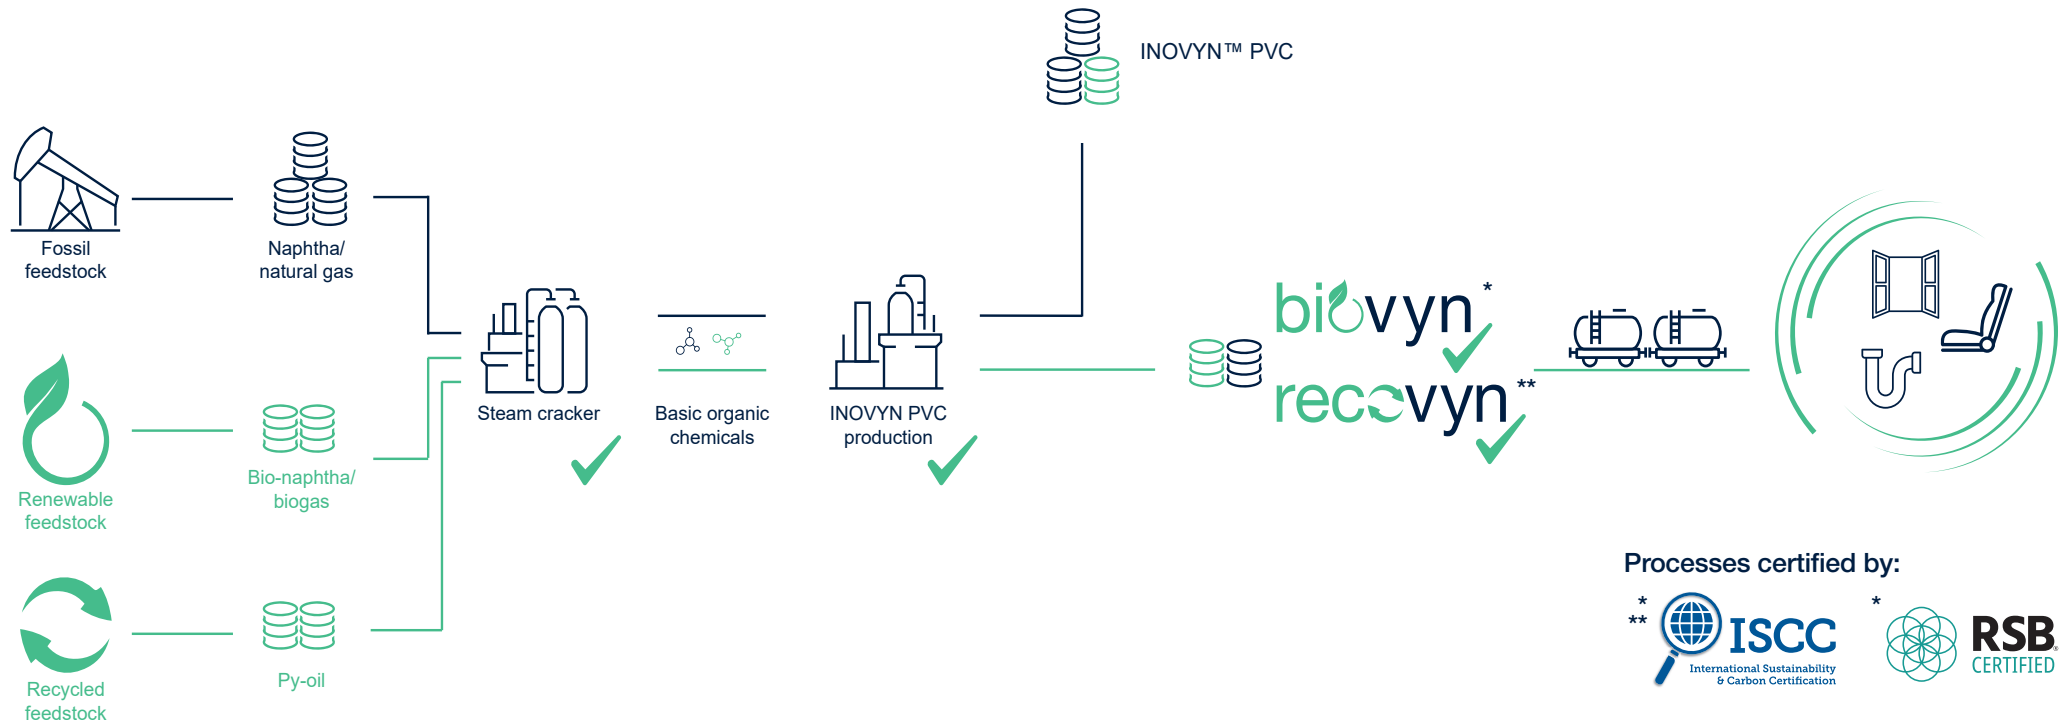 INOVYN™ PVC
Fossil
feedstock
Naphtha/
natural gas
Renewable
feedstock
Bio-naphtha/
biogas
Recycled
feedstock
Py-oil
Steam cracker
Basic organic
chemicals
INOVYN PVC
production
biovyn*
recovyn**
Processes certified by:
*
**
ISCC
International Sustainability
& Carbon Certification
*
RSB®
CERTIFIED